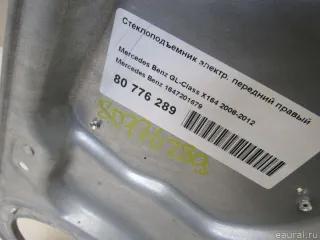 Стеклоподъемник электр. передний правый
Mercedes Benz GL-Class X164 2006-2012
Mercedes Benz 1647201679
80 776 289
80776289
eaural.ru